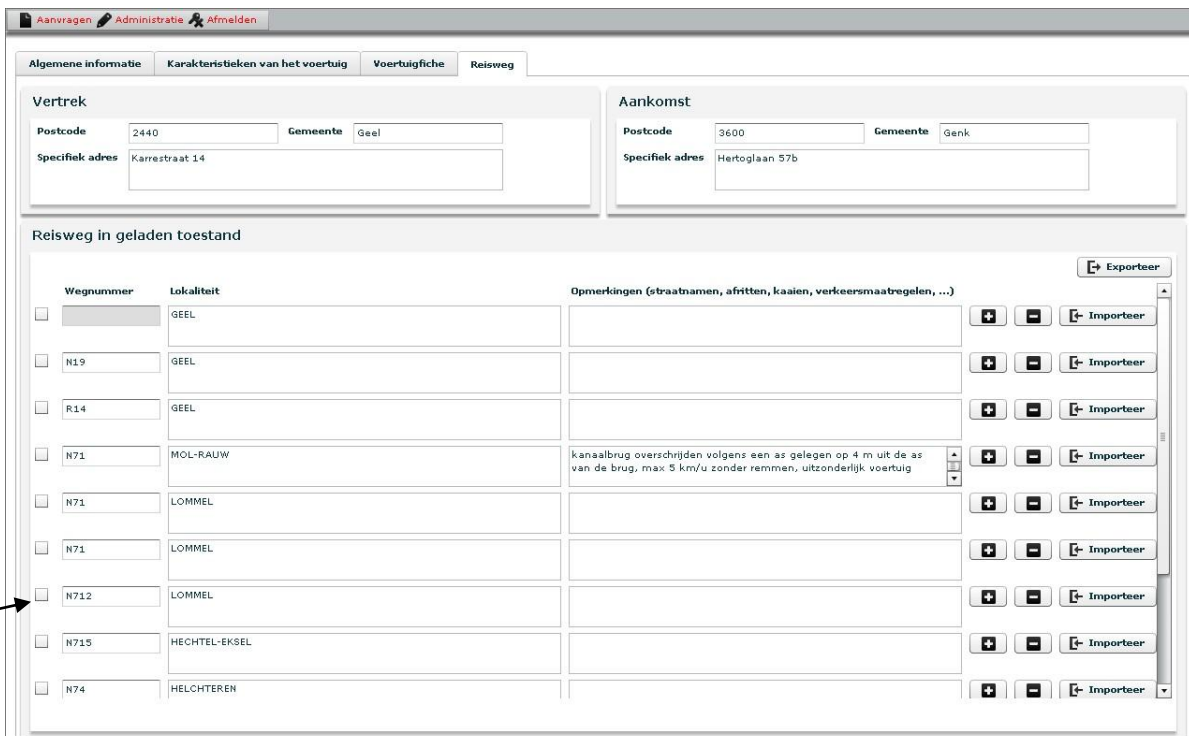 Aanvragen Administratie Afmelden
Algemene informatie Karakteristieken van het voertuig Voertuigfiche Reisweg
Vertrek
Postcode 2440 Gemeente Geel
Specifiek adres Karrestraat 14
Aankomst
Postcode 3600 Gemeente Genk
Specifiek adres Hertoglaan 57b
Reisweg in geladen toestand
Exporteer
Wegnummer Lokaliteit Opmerkingen (straatnamen, afritten, kaaien, verkeersmaatregelen, ...)
GEEL Importeer
N19 GEEL Importeer
R14 GEEL Importeer
N71 MOL-RAUW kanaalbrug overschrijden volgens een as gelegen op 4 m uit de as
van de brug, max 5 km/u zonder remmen, uitzonderlijk voertuig Importeer
N71 LOMMEL Importeer
N71 LOMMEL Importeer
N712 LOMMEL Importeer
N715 HECHTEL-EKSEL Importeer
N74 HELCHTEREN Importeer